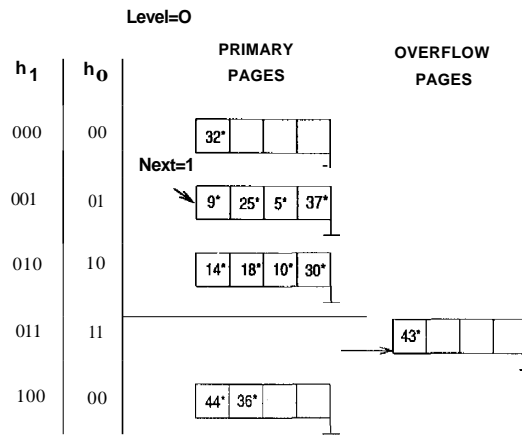 Level=O
h1 h0 PRIMARY PAGES OVERFLOW PAGES
000 00 32*
Next=1
001 01 9* 25* 5* 37*
010 10 14* 18* 10* 30*
011 11 43*
100 00 44* 36*